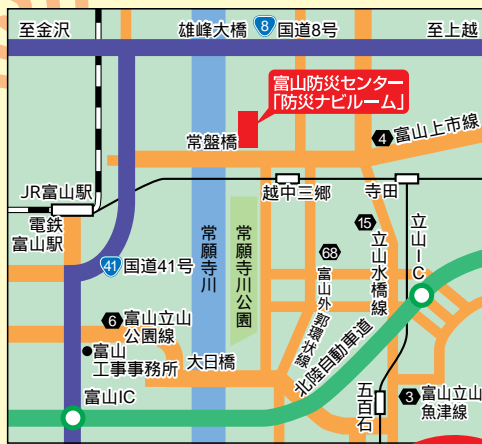 至金沢
雄峰大橋 8 国道8号
至上越
富山防災センター
「防災ナビルーム」
常盤橋
4 富山上市線
JR富山駅
電鉄
富山駅
越中三郷
寺田
常願寺川
常願寺川公園
15 立山水橋線
立山IC
68 富山外郭環状線
41 国道41号
6 富山立山
公園線
富山
工事事務所
大日橋
北陸自動車道
富山IC
五百石
3 富山立山
魚津線